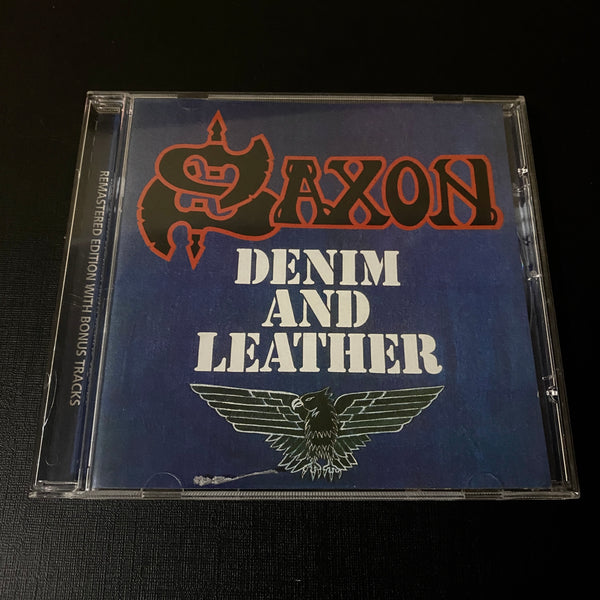 SAXON
DENIM
AND
LEATHER
REMASTERED EDITION WITH BONUS TRACKS